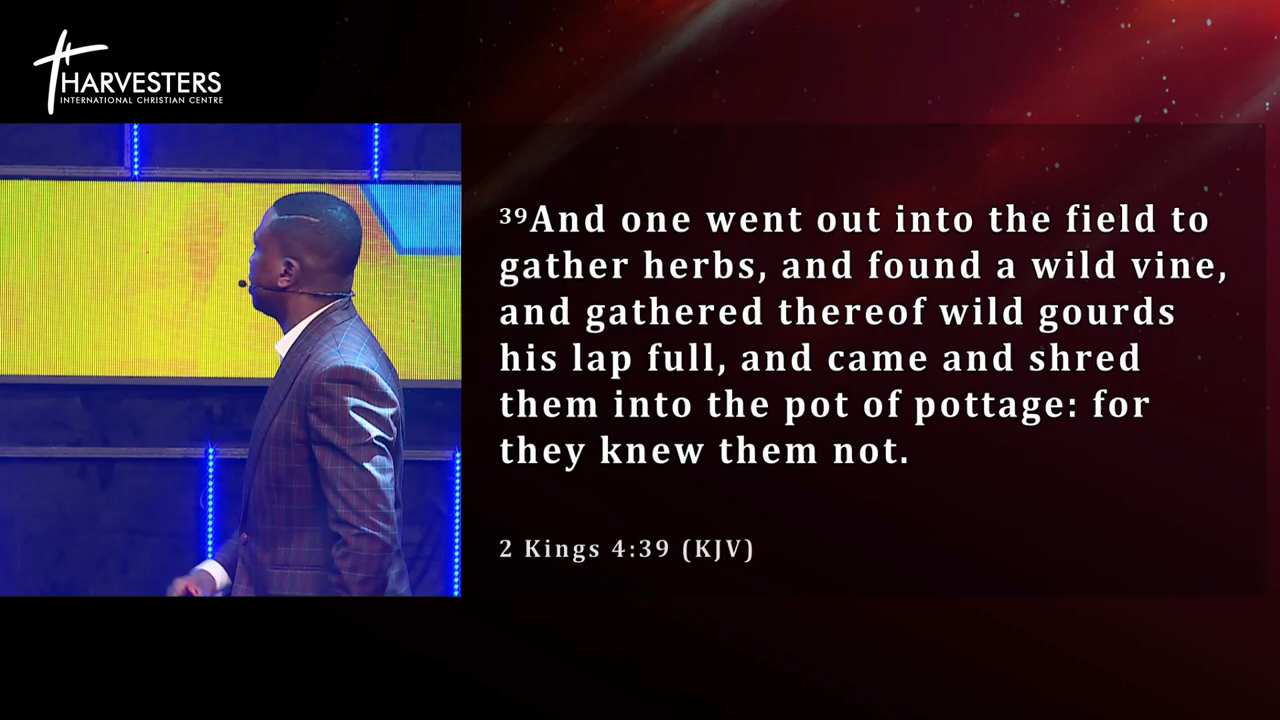 HARVESTERS
INTERNATIONAL CHRISTIAN CENTRE
39And one went out into the field to
gather herbs, and found a wild vine,
and gathered thereof wild gourds
his lap full, and came and shred
them into the pot of pottage: for
they knew them not.
2 Kings 4:39 (KJV)